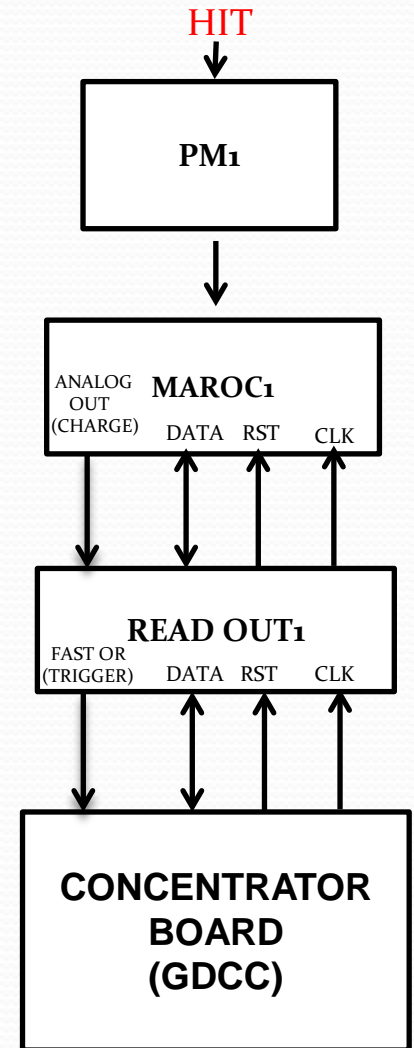 HIT
PM1
ANALOG
OUT
(CHARGE)
MAROC1
DATA RST CLK
READ OUT1
FAST OR
(TRIGGER)
DATA RST CLK
CONCENTRATOR
BOARD
(GDCC)